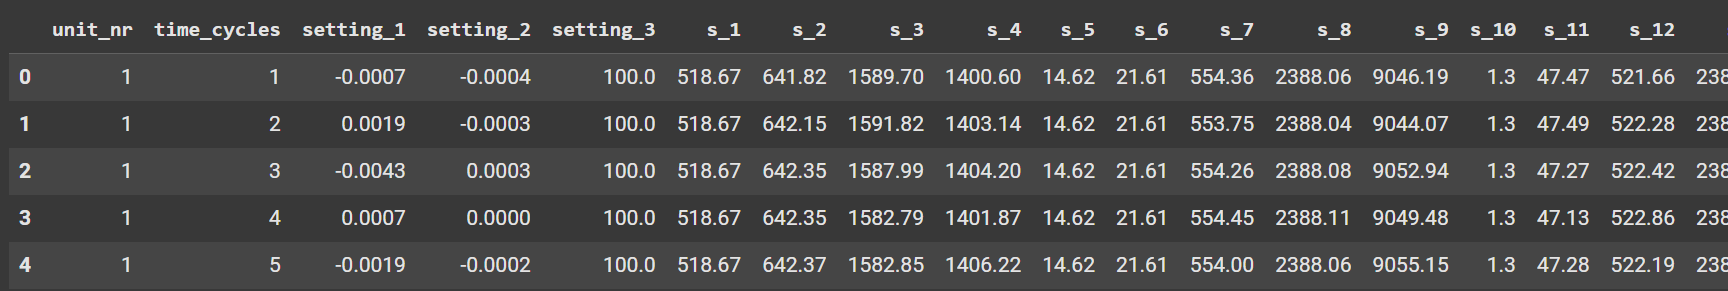 unit_nr time_cycles setting_1 setting_2 setting_3 s_1 s_2 s_3 s_4 s_5 s_6 s_7 s_8 s_9 s_10 s_11 s_12
0 1 1 -0.0007 -0.0004 100.0 518.67 641.82 1589.70 1400.60 14.62 21.61 554.36 2388.06 9046.19 1.3 47.47 521.66 238
1 1 2 0.0019 -0.0003 100.0 518.67 642.15 1591.82 1403.14 14.62 21.61 553.75 2388.04 9044.07 1.3 47.49 522.28 238
2 1 3 -0.0043 0.0003 100.0 518.67 642.35 1587.99 1404.20 14.62 21.61 554.26 2388.08 9052.94 1.3 47.27 522.42 238
3 1 4 0.0007 0.0000 100.0 518.67 642.35 1582.79 1401.87 14.62 21.61 554.45 2388.11 9049.48 1.3 47.13 522.86 238
4 1 5 -0.0019 -0.0002 100.0 518.67 642.37 1582.85 1406.22 14.62 21.61 554.00 2388.06 9055.15 1.3 47.28 522.19 238